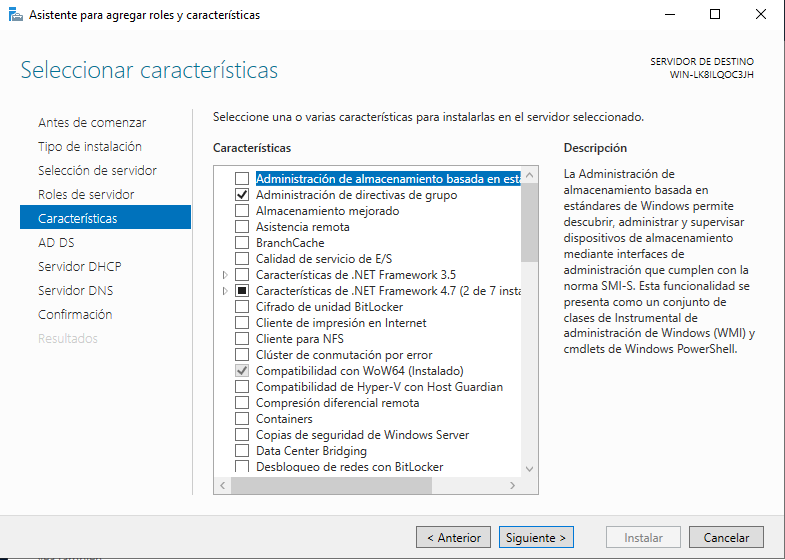 Asistente para agregar roles y características
Seleccionar características
SERVIDOR DE DESTINO
WIN-LK8ILQOC3JH
Antes de comenzar
Tipo de instalación
Selección de servidor
Roles de servidor
Características
AD DS
Servidor DHCP
Servidor DNS
Confirmación
Resultados
Seleccione una o varias características para instalarlas en el servidor seleccionado.
Características
Administración de almacenamiento basada en está
Administración de directivas de grupo
Almacenamiento mejorado
Asistencia remota
BranchCache
Calidad de servicio de E/S
Características de .NET Framework 3.5
Características de .NET Framework 4.7 (2 de 7 insta
Cifrado de unidad BitLocker
Cliente de impresión en Internet
Cliente para NFS
Clúster de conmutación por error
Compatibilidad con WoW64 (Instalado)
Compatibilidad de Hyper-V con Host Guardian
Compresión diferencial remota
Containers
Copias de seguridad de Windows Server
Data Center Bridging
Desbloqueo de redes con BitLocker
Descripción
La Administración de
almacenamiento basada en
estándares de Windows permite
descubrir, administrar y supervisar
dispositivos de almacenamiento
mediante interfaces de
administración que cumplen con la
norma SMI-S. Esta funcionalidad se
presenta como un conjunto de
clases de Instrumental de
administración de Windows (WMI) y
cmdlets de Windows PowerShell.
< Anterior
Siguiente >
Instalar
Cancelar